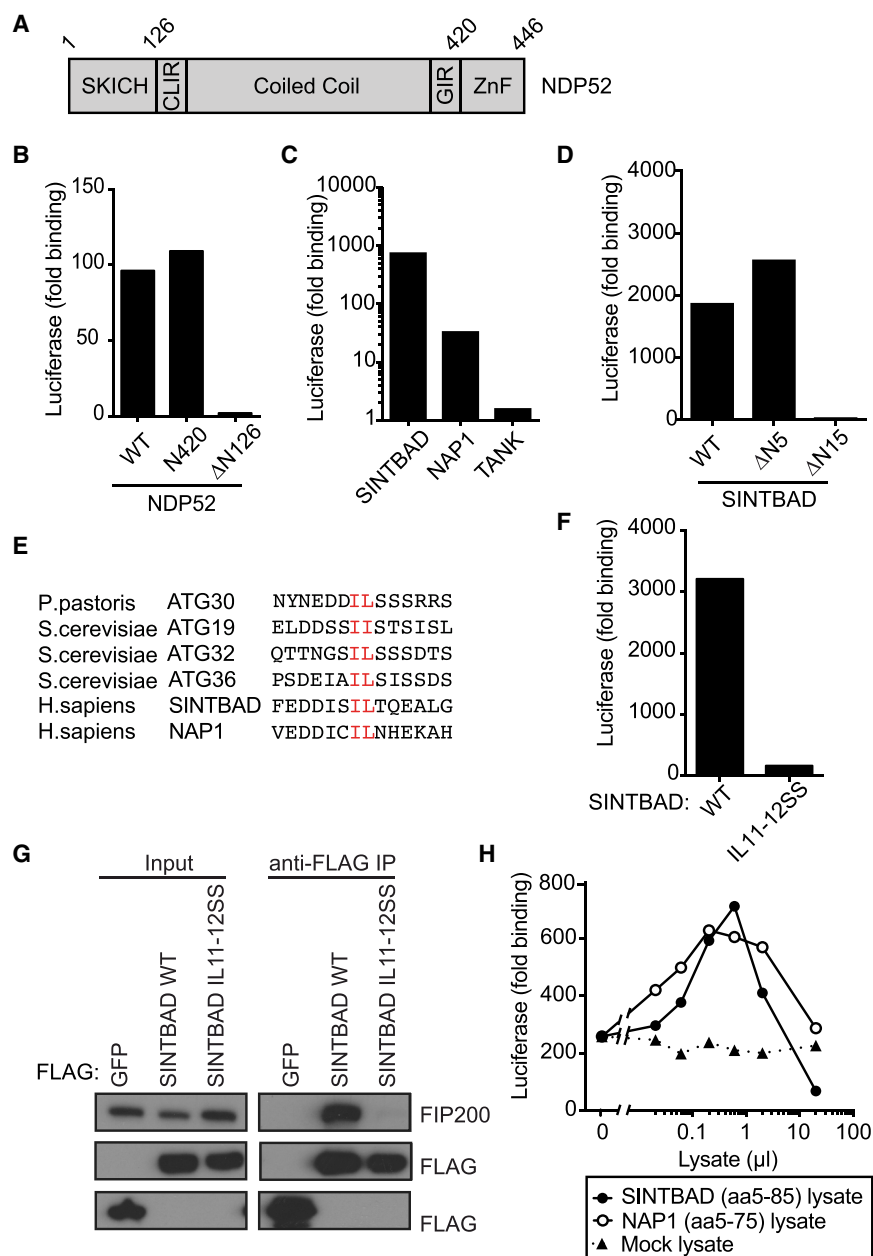 A
1 126 420 446
SKICH CLIR Coiled Coil GIR ZnF NDP52
B
Luciferase (fold binding)
150
100
50
0
WT N420 ΔN126
NDP52
C
Luciferase (fold binding)
10000
1000
100
10
1
SINTBAD NAP1 TANK
D
Luciferase (fold binding)
4000
3000
2000
1000
0
WT ΔN5 ΔN15
SINTBAD
E
P.pastoris ATG30 NYNEDDILSSSRRS
S.cerevisiae ATG19 ELDDSSIISTSISL
S.cerevisiae ATG32 QTTNGSILSSSDTS
S.cerevisiae ATG36 PSDEIAILSISSDS
H.sapiens SINTBAD FEDDISILTQEALG
H.sapiens NAP1 VEDDICILNHEKAH
F
Luciferase (fold binding)
4000
3000
2000
1000
0
SINTBAD: WT IL11-12SS
G
Input anti-FLAG IP
FLAG: GFP SINTBAD WT SINTBAD IL11-12SS GFP SINTBAD WT SINTBAD IL11-12SS
FIP200
FLAG
FLAG
H
Luciferase (fold binding)
800
600
400
200
0
0 0.1 1 10 100
Lysate (µl)
SINTBAD (aa5-85) lysate
NAP1 (aa5-75) lysate
Mock lysate